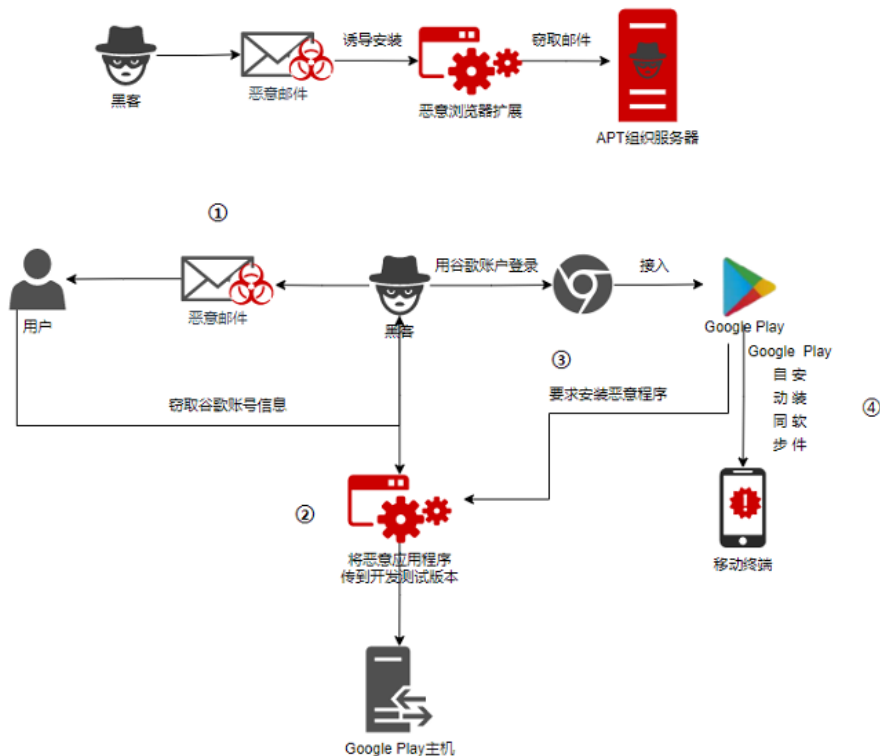 诱导安装
窃取邮件
黑客
恶意邮件
恶意浏览器扩展
APT组织服务器
①
用谷歌账户登录
接入
用户
恶意邮件
黑客
Google Play
③
Google Play
自 安
动 装
同 软
步 件
要求安装恶意程序
④
窃取谷歌账号信息
②
将恶意应用程序
传到开发测试版本
移动终端
Google Play主机